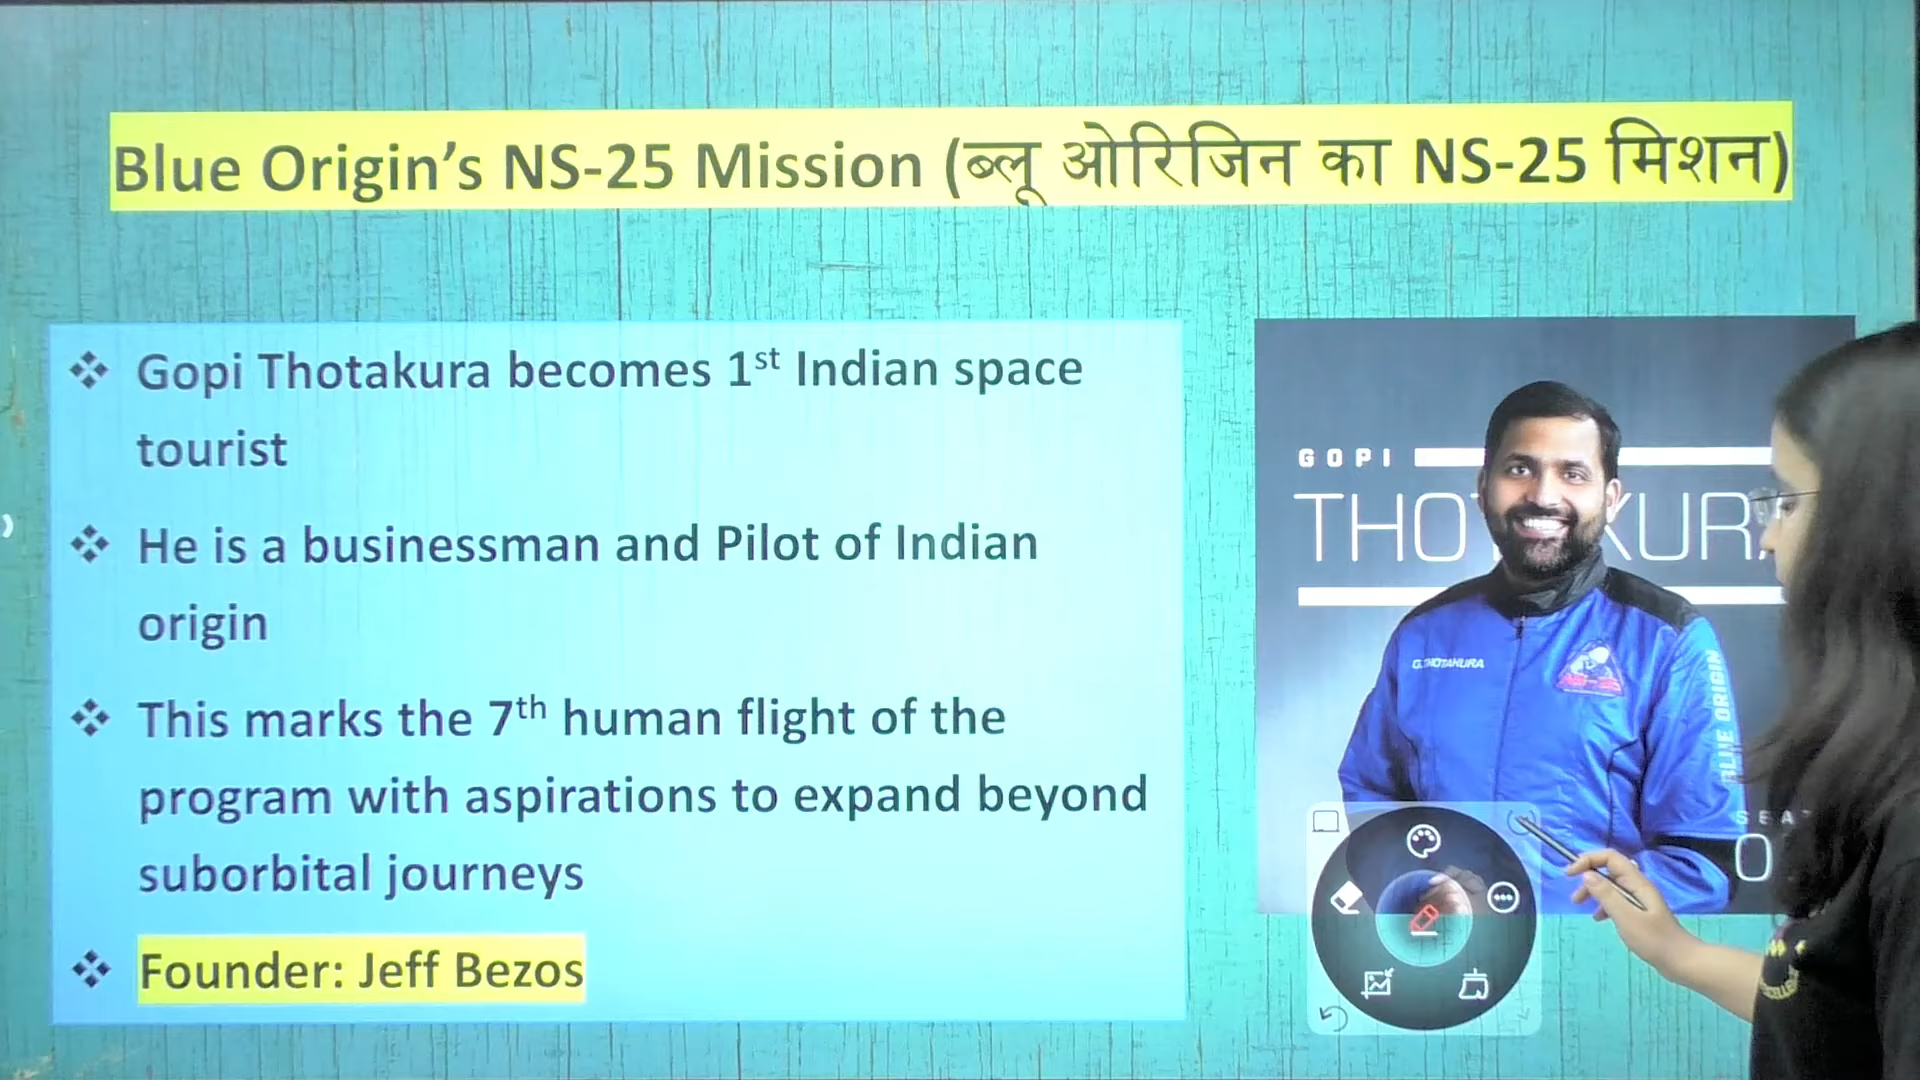 Blue Origin’s NS-25 Mission (ब्लू ओरिजिन का NS-25 मिशन)
Gopi Thotakura becomes 1st Indian space
tourist
He is a businessman and Pilot of Indian
origin
This marks the 7th human flight of the
program with aspirations to expand beyond
suborbital journeys
Founder: Jeff Bezos
GOPI
G.THOTAKURA
BLUE ORIGIN